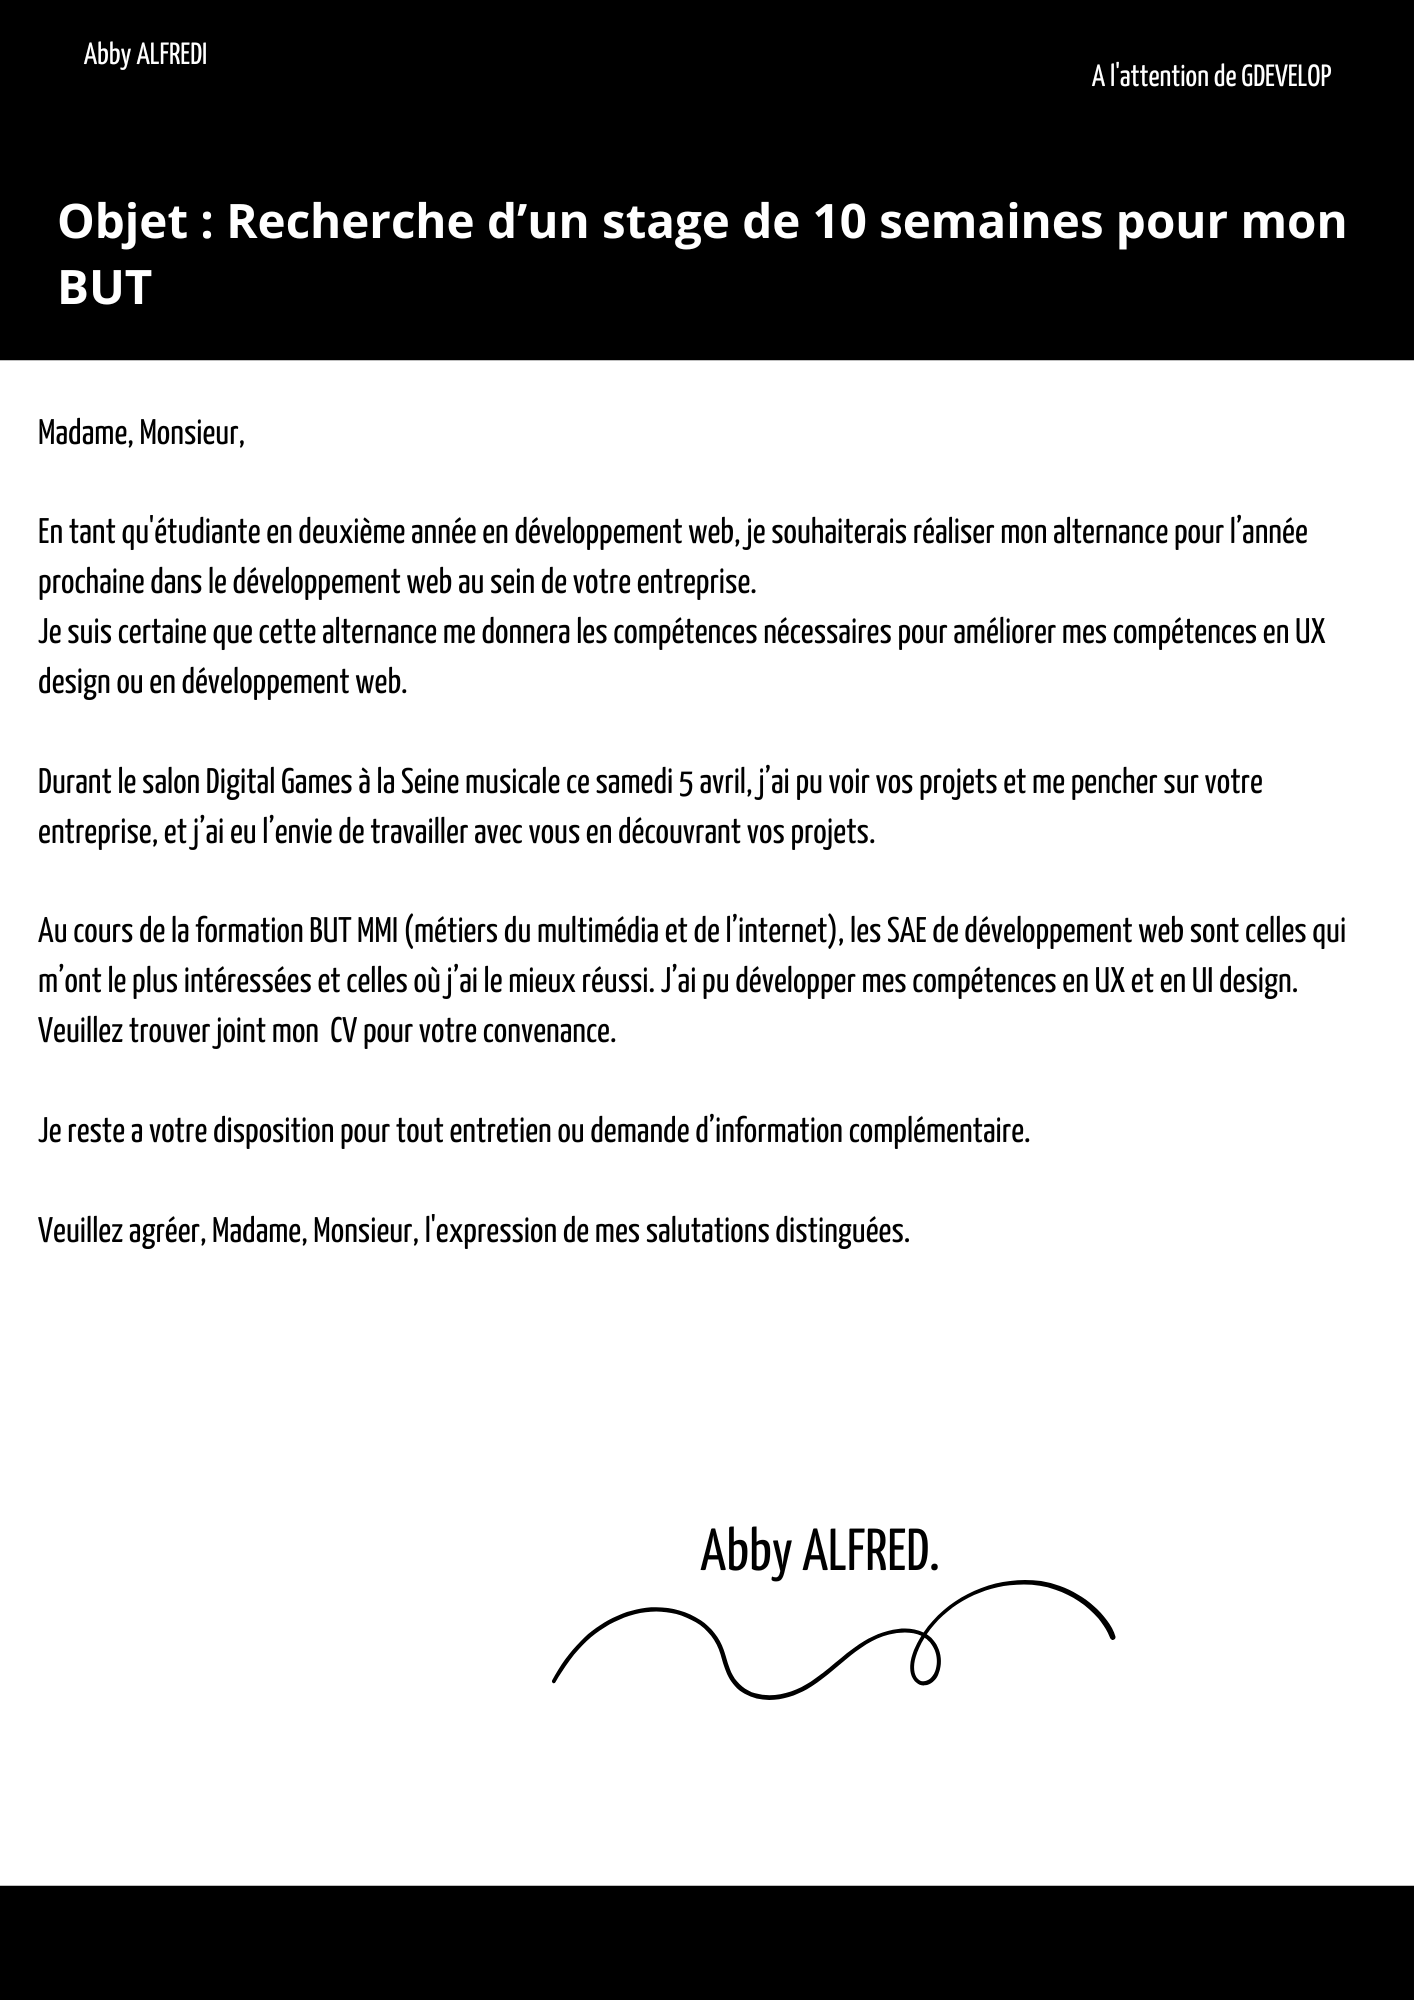 Abby ALFREDI
A l'attention de GDEVELOP
Objet : Recherche d’un stage de 10 semaines pour mon
BUT
Madame, Monsieur,
En tant qu'étudiante en deuxième année en développement web, je souhaiterais réaliser mon alternance pour l’année
prochaine dans le développement web au sein de votre entreprise.
Je suis certaine que cette alternance me donnera les compétences nécessaires pour améliorer mes compétences en UX
design ou en développement web.
Durant le salon Digital Games à la Seine musicale ce samedi 5 avril, j’ai pu voir vos projets et me pencher sur votre
entreprise, et j’ai eu l’envie de travailler avec vous en découvrant vos projets.
Au cours de la formation BUT MMI (métiers du multimédia et de l’internet), les SAE de développement web sont celles qui
m’ont le plus intéressées et celles où j’ai le mieux réussi. J’ai pu développer mes compétences en UX et en UI design.
Veuillez trouver joint mon  CV pour votre convenance.
Je reste a votre disposition pour tout entretien ou demande d’information complémentaire.
Veuillez agréer, Madame, Monsieur, l'expression de mes salutations distinguées.
Abby ALFRED.